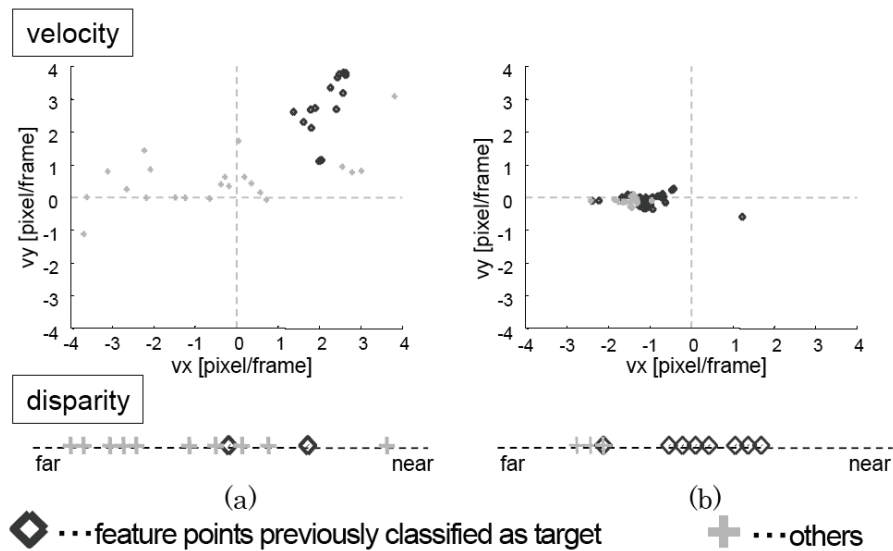 velocity
4
3
2
1
0
-1
-2
-3
-4
vy [pixel/frame]
-4 -3 -2 -1 0 1 2 3 4
vx [pixel/frame]
4
3
2
1
0
-1
-2
-3
-4
vy [pixel/frame]
-4 -3 -2 -1 0 1 2 3 4
vx [pixel/frame]
disparity
far near
far near
(a) (b)
···feature points previously classified as target ···others